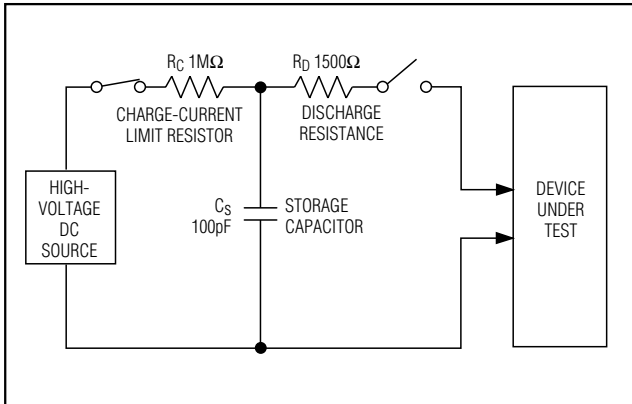 R_C 1MΩ
CHARGE-CURRENT
LIMIT RESISTOR
R_D 1500Ω
DISCHARGE
RESISTANCE
HIGH-
VOLTAGE
DC
SOURCE
C_S
100pF
STORAGE
CAPACITOR
DEVICE
UNDER
TEST